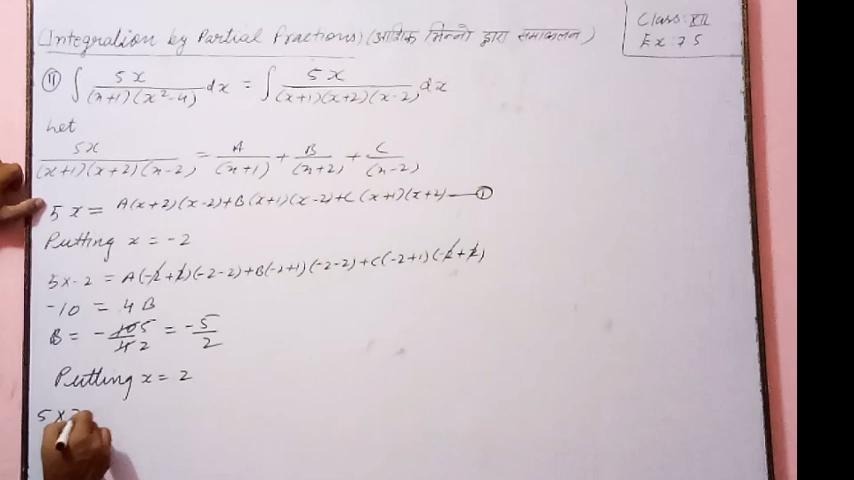 (Integration by Partial Fractions) (आंशिक भिन्नो द्वारा समाकलन)
Class: XII
Ex 7.5
(11) ∫ 5x/((x+1)(x²-4)) dx = ∫ 5x/((x+1)(x+2)(x-2)) dx
Let
5x/((x+1)(x+2)(x-2)) = A/(x+1) + B/(x+2) + C/(x-2)
5x = A(x+2)(x-2)+B(x+1)(x-2)+C(x+1)(x+2) — (1)
Putting x = -2
5x-2 = A(-2+2)(-2-2)+B(-2+1)(-2-2)+C(-2+1)(-2+2)
-10 = 4B
B = -10 5/4 2 = -5/2
Putting x = 2
5x2